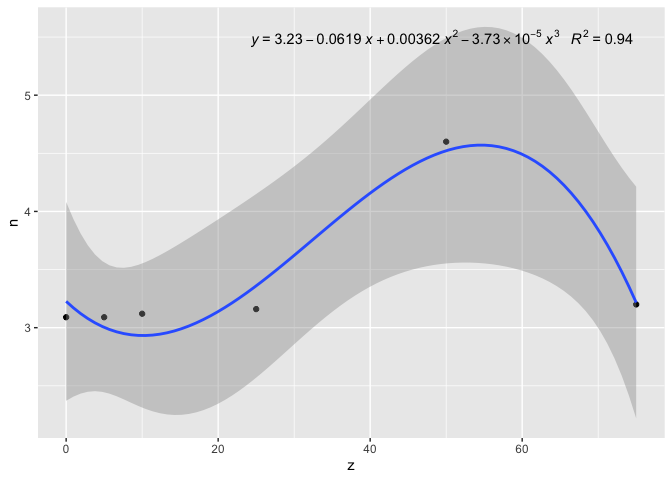 y = 3.23 – 0.0619 x + 0.00362 x² – 3.73 × 10⁻⁵ x³ R² = 0.94
5
4
3
n
0 20 40 60
z